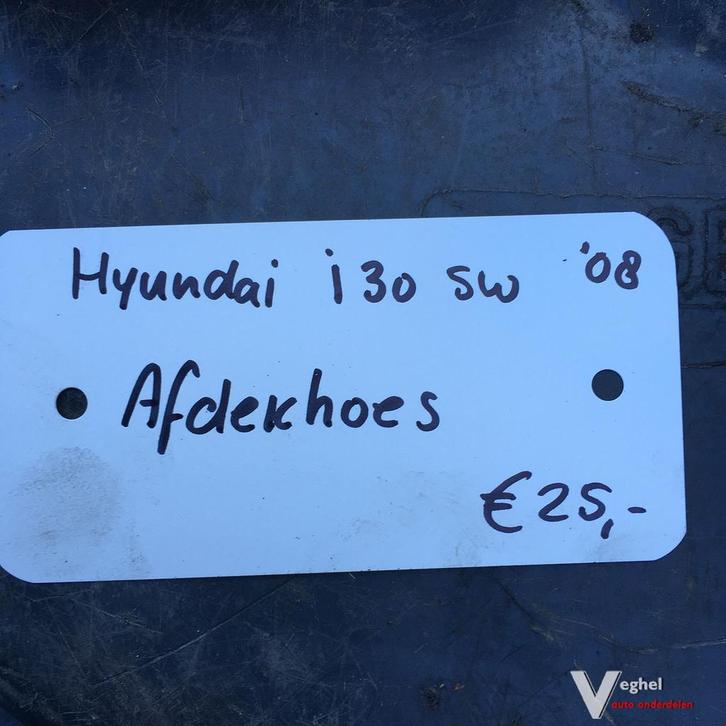 Hyundai i30 sw '08
Afdekhoes
€25,-
Veghel
auto onderdelen